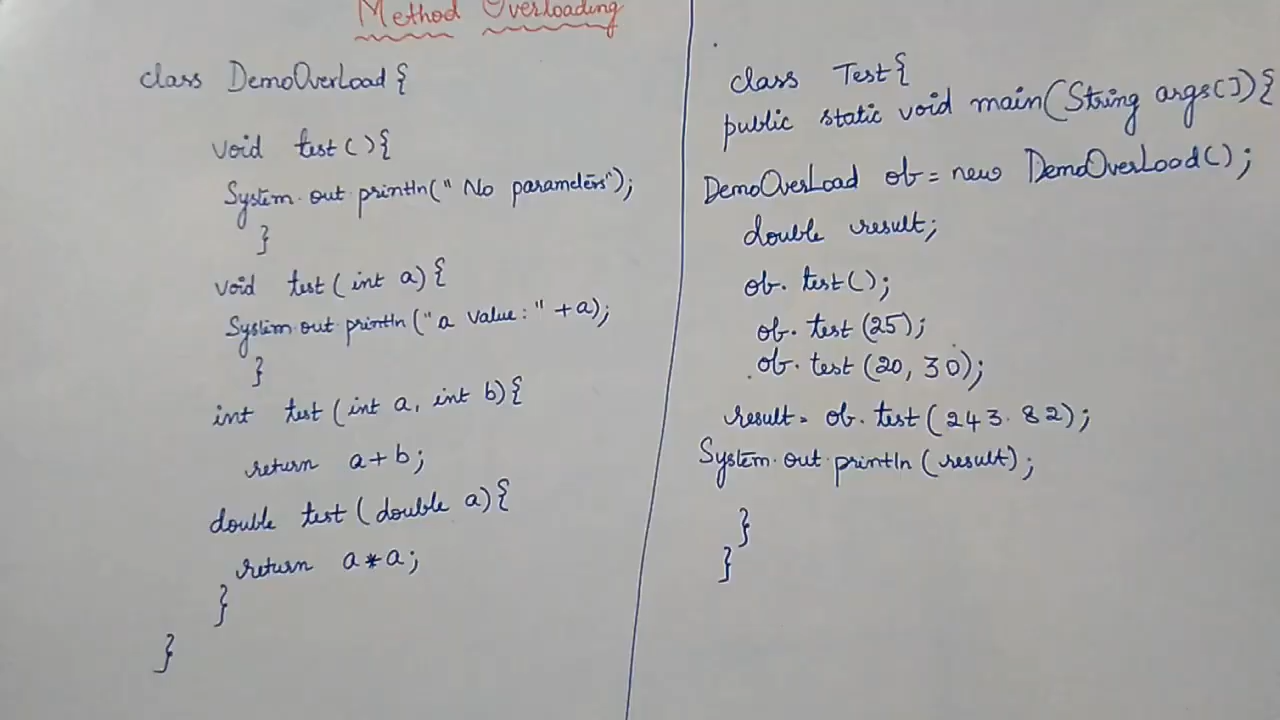 Method Overloading
class DemoOverLoad {
void test () {
System.out println(" No parameters");
}
void test (int a) {
System.out println ("a value:" +a);
}
int test (int a, int b) {
return a+b;
double test (double a) {
return a*a;
}
}
class Test {
public static void main(String args[]) {
DemoOverLoad ob = new DemoOverLoad();
double result;
ob. test ();
ob. test (25);
ob. test (20, 30);
result = ob. test (243.82);
System.out println (result);
}
}